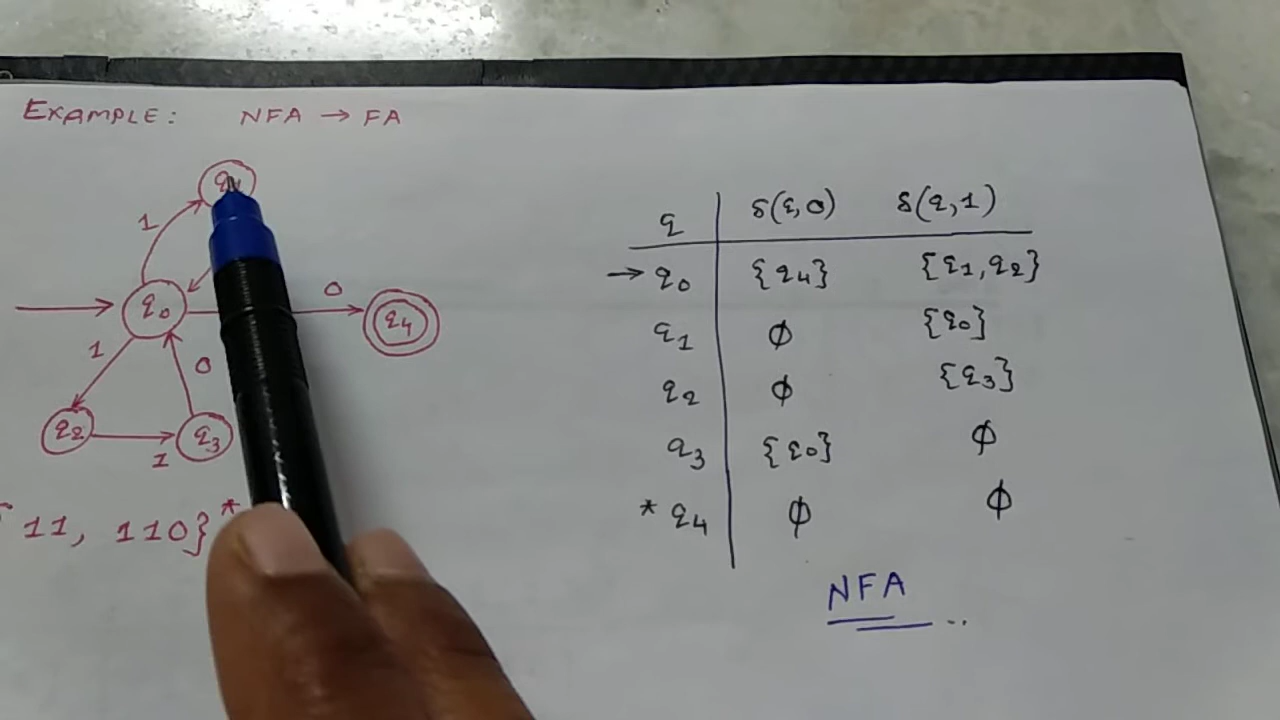 EXAMPLE: NFA → FA
1
q0
0
q4
1
0
q2
q3
1
11, 110}*
q δ(q,0) δ(q,1)
→ q0 {q4} {q1,q2}
q1 ϕ {q0}
q2 ϕ {q3}
q3 {q0} ϕ
* q4 ϕ ϕ
NFA